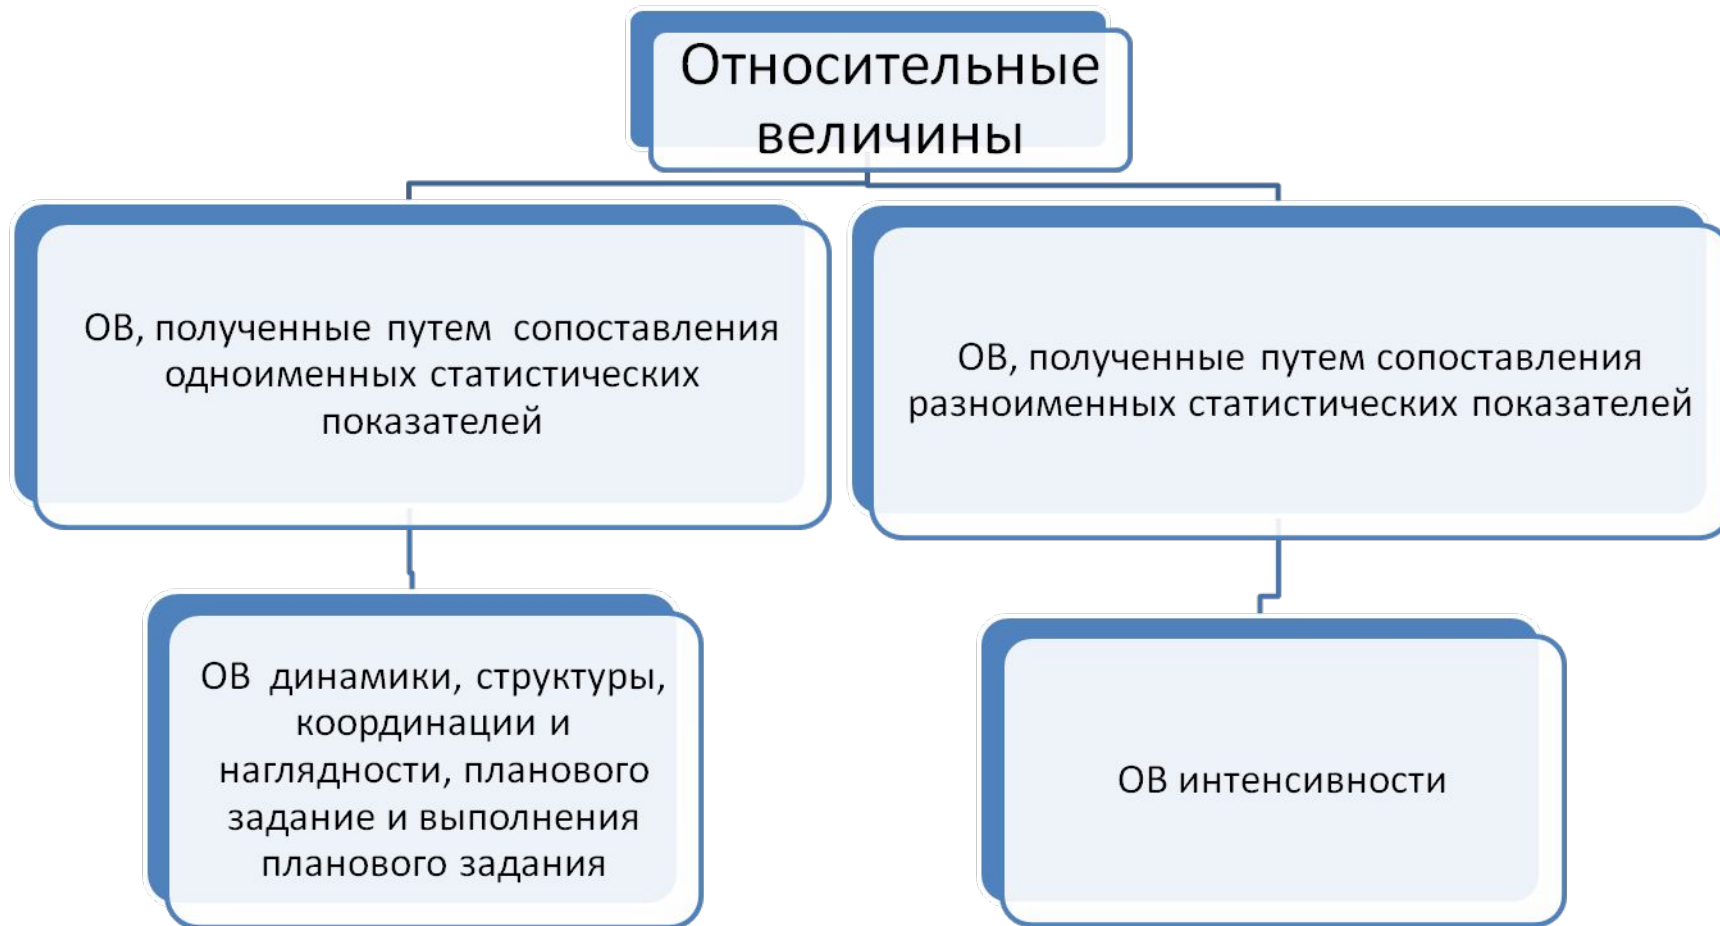 Относительные
величины
ОВ, полученные путем сопоставления
одноименных статистических
показателей
ОВ, полученные путем сопоставления
разноименных статистических показателей
ОВ динамики, структуры,
координации и
наглядности, планового
задание и выполнения
планового задания
ОВ интенсивности